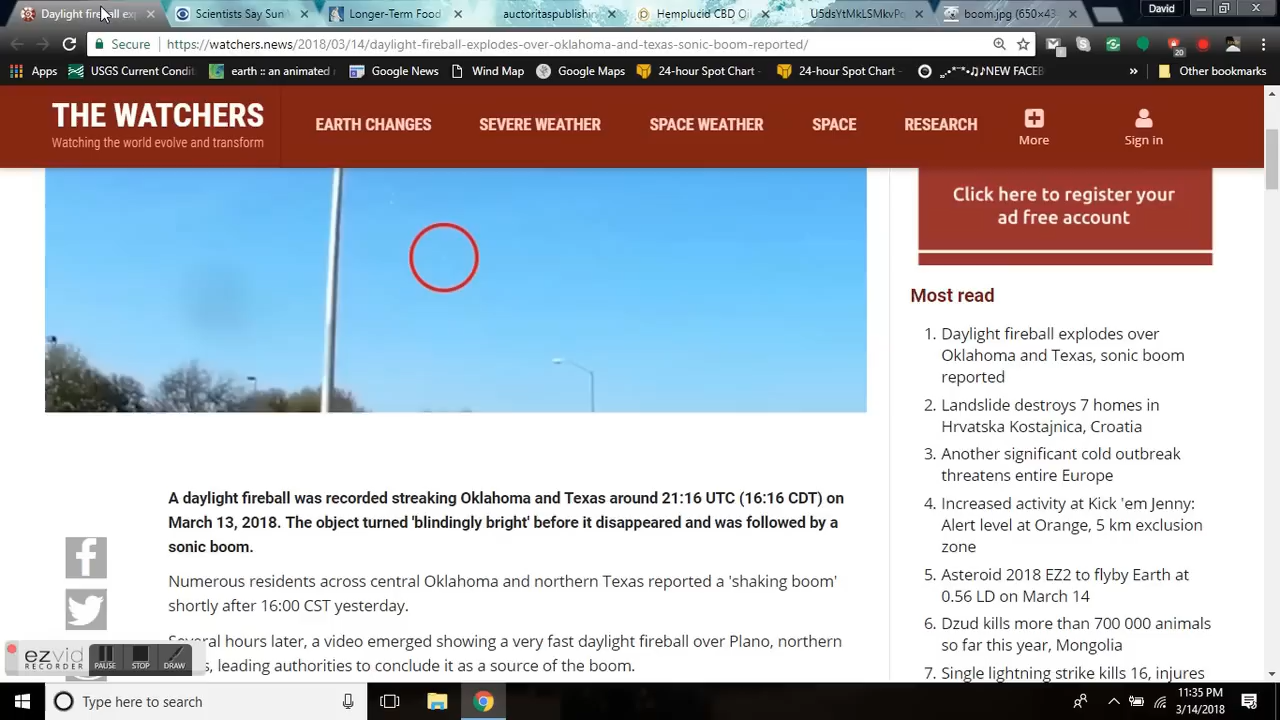 Daylight fireball ex
Scientists Say Sun
Longer-Term Food
auctoritaspublishing
Hemplucid CBD Oi
U5dsYtMkLSMkvPc
boom.jpg (650×43
David
Secure
https://watchers.news/2018/03/14/daylight-fireball-explodes-over-oklahoma-and-texas-sonic-boom-reported/
1
20
Apps
USGS Current Condit
earth :: an animated
Google News
Wind Map
Google Maps
24-hour Spot Chart
24-hour Spot Chart
NEW FACEB
»
Other bookmarks
THE WATCHERS
Watching the world evolve and transform
EARTH CHANGES
SEVERE WEATHER
SPACE WEATHER
SPACE
RESEARCH
More
Sign in
Click here to register your
ad free account
Most read
1. Daylight fireball explodes over
Oklahoma and Texas, sonic boom
reported
2. Landslide destroys 7 homes in
Hrvatska Kostajnica, Croatia
3. Another significant cold outbreak
threatens entire Europe
4. Increased activity at Kick 'em Jenny:
Alert level at Orange, 5 km exclusion
zone
5. Asteroid 2018 EZ2 to flyby Earth at
0.56 LD on March 14
6. Dzud kills more than 700 000 animals
so far this year, Mongolia
7. Single lightning strike kills 16, injures
A daylight fireball was recorded streaking Oklahoma and Texas around 21:16 UTC (16:16 CDT) on
March 13, 2018. The object turned 'blindingly bright' before it disappeared and was followed by a
sonic boom.
Numerous residents across central Oklahoma and northern Texas reported a 'shaking boom'
shortly after 16:00 CST yesterday.
Several hours later, a video emerged showing a very fast daylight fireball over Plano, northern
s, leading authorities to conclude it as a source of the boom.
ezvid
RECORDER
PAUSE
STOP
DRAW
Type here to search
11:35 PM
3/14/2018